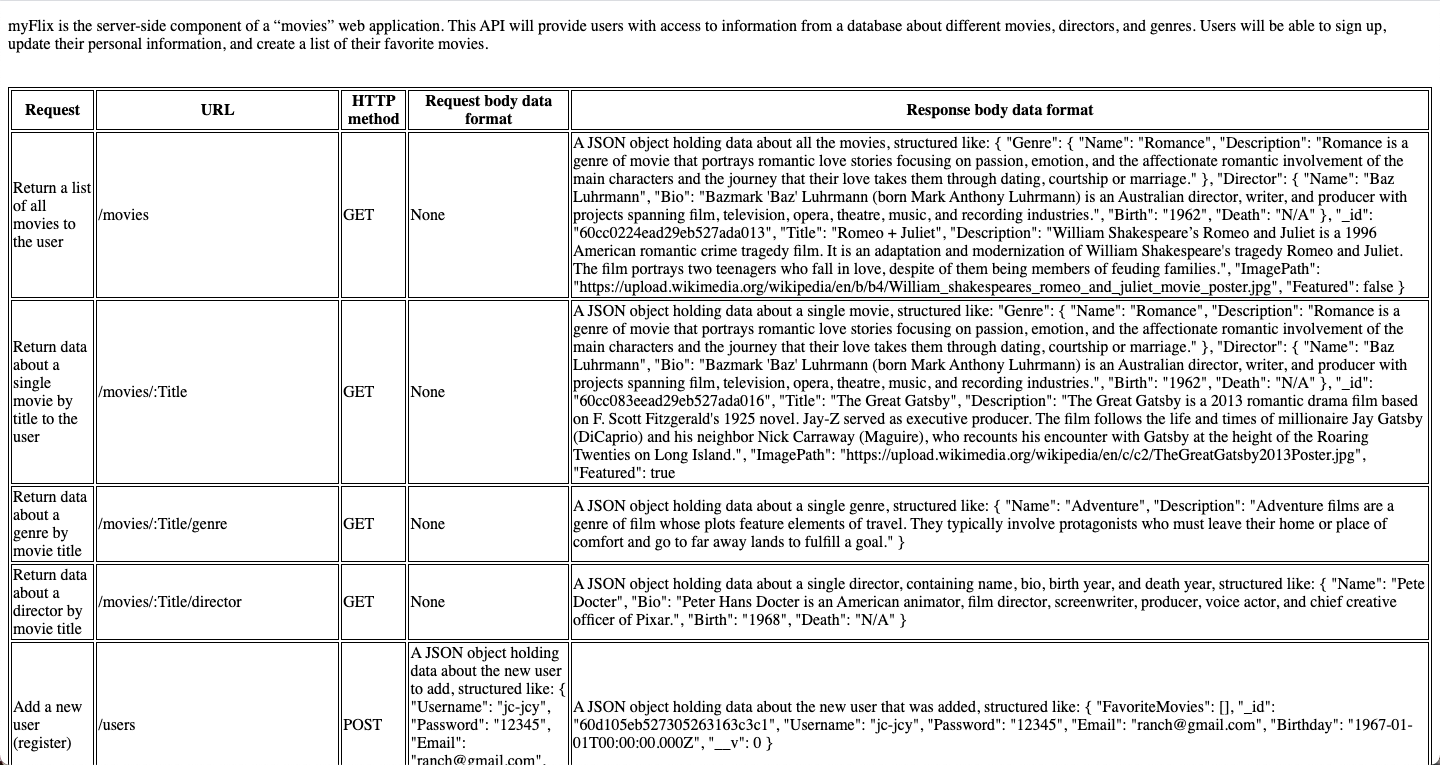 myFlix is the server-side component of a “movies” web application. This API will provide users with access to information from a database about different movies, directors, and genres. Users will be able to sign up,
update their personal information, and create a list of their favorite movies.
Request
URL
HTTP
method
Request body data
format
Response body data format
Return a list
of all
movies to
the user
/movies
GET
None
A JSON object holding data about all the movies, structured like: { "Genre": { "Name": "Romance", "Description": "Romance is a
genre of movie that portrays romantic love stories focusing on passion, emotion, and the affectionate romantic involvement of the
main characters and the journey that their love takes them through dating, courtship or marriage." }, "Director": { "Name": "Baz
Luhrmann", "Bio": "Bazmark 'Baz' Luhrmann (born Mark Anthony Luhrmann) is an Australian director, writer, and producer with
projects spanning film, television, opera, theatre, music, and recording industries.", "Birth": "1962", "Death": "N/A" }, "_id":
"60cc0224ead29eb527ada013", "Title": "Romeo + Juliet", "Description": "William Shakespeare’s Romeo and Juliet is a 1996
American romantic crime tragedy film. It is an adaptation and modernization of William Shakespeare's tragedy Romeo and Juliet.
The film portrays two teenagers who fall in love, despite of them being members of feuding families.", "ImagePath":
"https://upload.wikimedia.org/wikipedia/en/b/b4/William_shakespeares_romeo_and_juliet_movie_poster.jpg", "Featured": false }
Return data
about a
single
movie by
title to the
user
/movies/:Title
GET
None
A JSON object holding data about a single movie, structured like: "Genre": { "Name": "Romance", "Description": "Romance is a
genre of movie that portrays romantic love stories focusing on passion, emotion, and the affectionate romantic involvement of the
main characters and the journey that their love takes them through dating, courtship or marriage." }, "Director": { "Name": "Baz
Luhrmann", "Bio": "Bazmark 'Baz' Luhrmann (born Mark Anthony Luhrmann) is an Australian director, writer, and producer with
projects spanning film, television, opera, theatre, music, and recording industries.", "Birth": "1962", "Death": "N/A" }, "_id":
"60cc083eead29eb527ada016", "Title": "The Great Gatsby", "Description": "The Great Gatsby is a 2013 romantic drama film based
on F. Scott Fitzgerald's 1925 novel. Jay-Z served as executive producer. The film follows the life and times of millionaire Jay Gatsby
(DiCaprio) and his neighbor Nick Carraway (Maguire), who recounts his encounter with Gatsby at the height of the Roaring
Twenties on Long Island.", "ImagePath": "https://upload.wikimedia.org/wikipedia/en/c/c2/TheGreatGatsby2013Poster.jpg",
"Featured": true
Return data
about a
genre by
movie title
/movies/:Title/genre
GET
None
A JSON object holding data about a single genre, structured like: { "Name": "Adventure", "Description": "Adventure films are a
genre of film whose plots feature elements of travel. They typically involve protagonists who must leave their home or place of
comfort and go to far away lands to fulfill a goal." }
Return data
about a
director by
movie title
/movies/:Title/director
GET
None
A JSON object holding data about a single director, containing name, bio, birth year, and death year, structured like: { "Name": "Pete
Docter", "Bio": "Peter Hans Docter is an American animator, film director, screenwriter, producer, voice actor, and chief creative
officer of Pixar.", "Birth": "1968", "Death": "N/A" }
Add a new
user
(register)
/users
POST
A JSON object holding
data about the new user
to add, structured like: {
"Username": "jc-jcy",
"Password": "12345",
"Email":
"ranch@gmail.com",
A JSON object holding data about the new user that was added, structured like: { "FavoriteMovies": [], "_id":
"60d105eb527305263163c3c1", "Username": "jc-jcy", "Password": "12345", "Email": "ranch@gmail.com", "Birthday": "1967-01-
01T00:00:00.000Z", "__v": 0 }